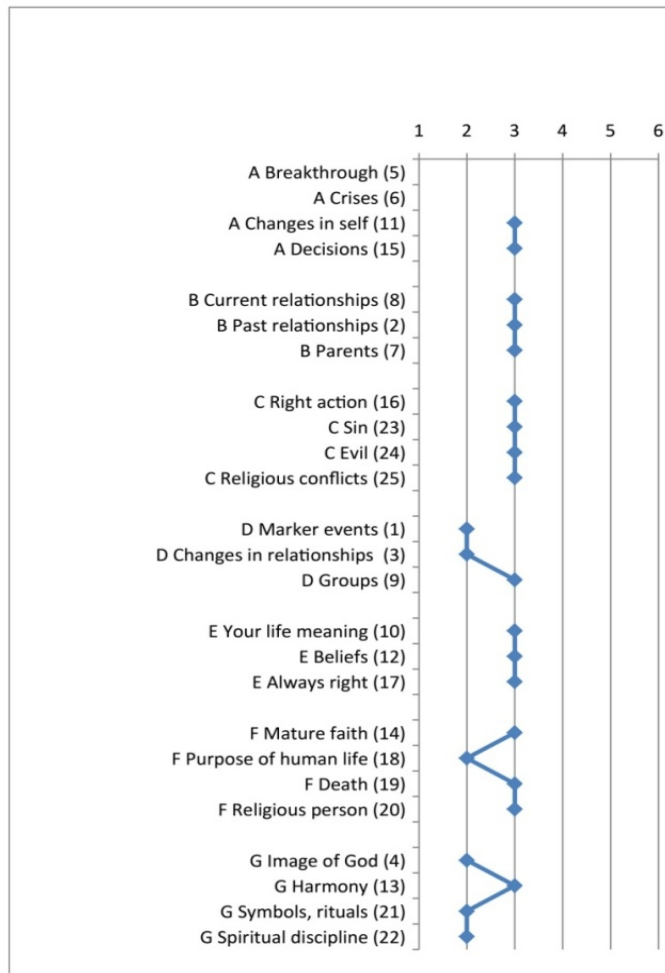 1 2 3 4 5 6
A Breakthrough (5)
A Crises (6)
A Changes in self (11)
A Decisions (15)
B Current relationships (8)
B Past relationships (2)
B Parents (7)
C Right action (16)
C Sin (23)
C Evil (24)
C Religious conflicts (25)
D Marker events (1)
D Changes in relationships (3)
D Groups (9)
E Your life meaning (10)
E Beliefs (12)
E Always right (17)
F Mature faith (14)
F Purpose of human life (18)
F Death (19)
F Religious person (20)
G Image of God (4)
G Harmony (13)
G Symbols, rituals (21)
G Spiritual discipline (22)